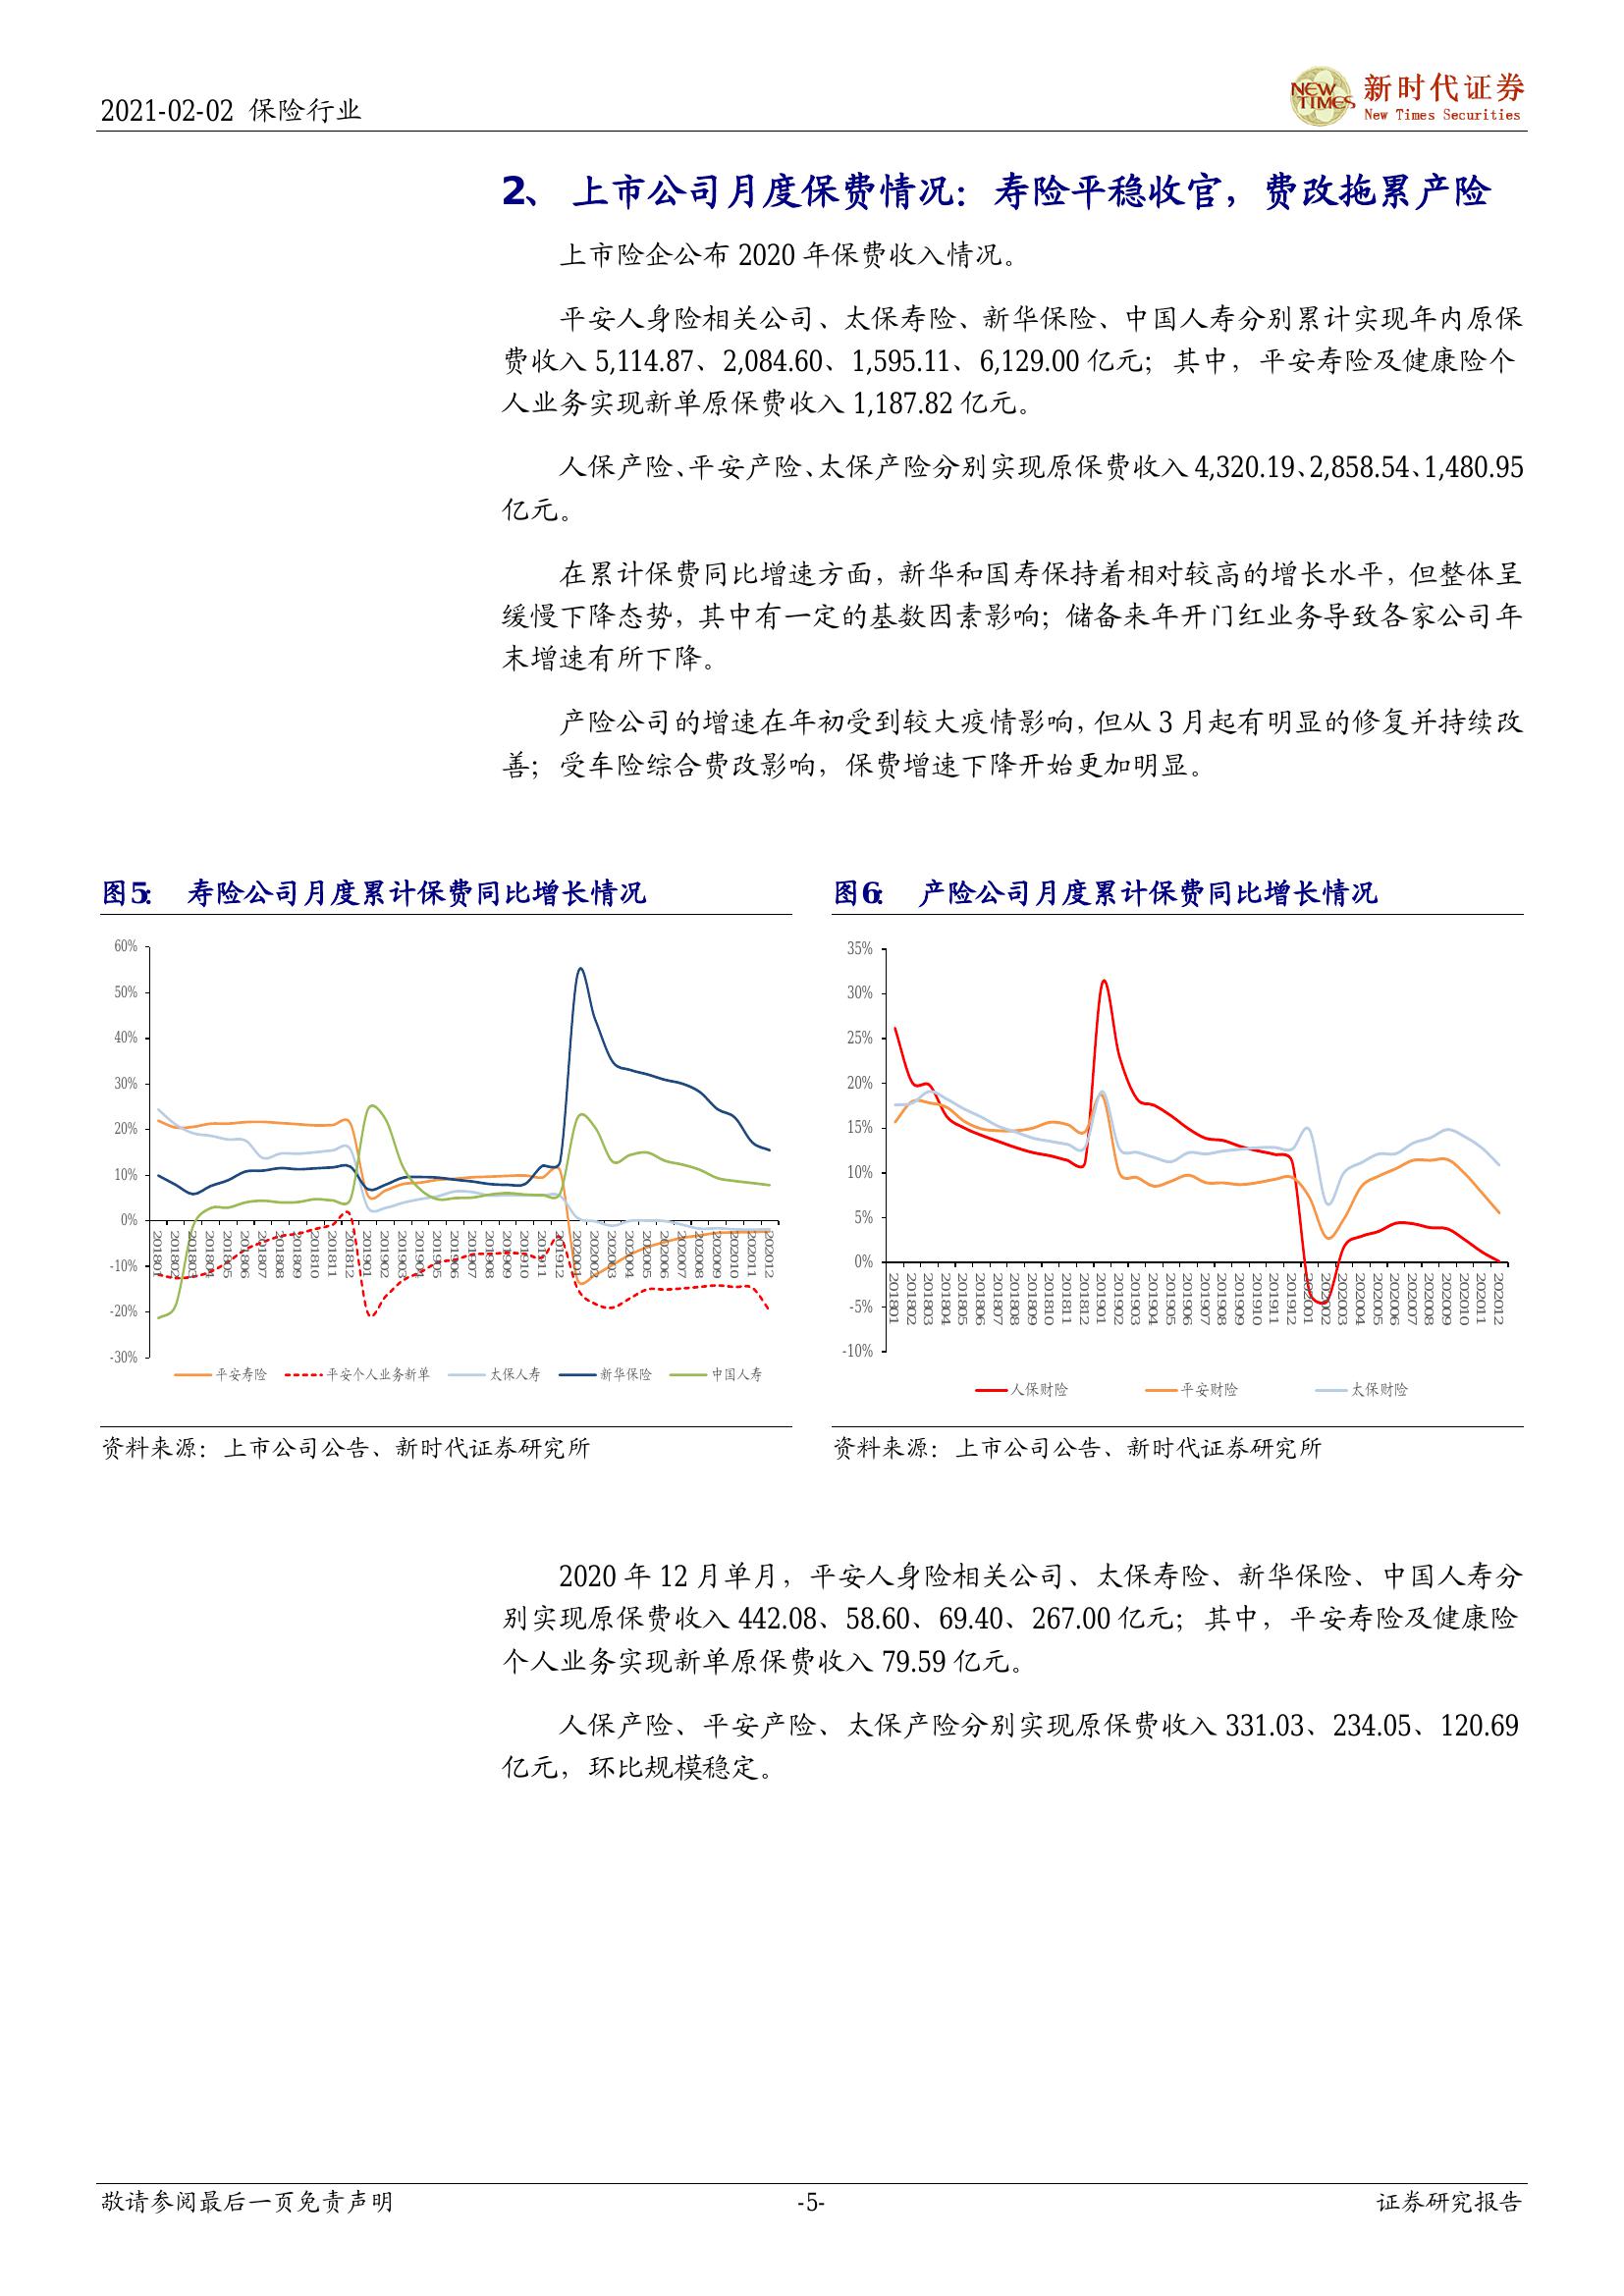 2021-02-02 保险行业
NEW TIMES
新时代证券
New Times Securities
2、 上市公司月度保费情况：寿险平稳收官，费改拖累产险
上市险企公布 2020 年保费收入情况。
平安人身险相关公司、太保寿险、新华保险、中国人寿分别累计实现年内原保
费收入 5,114.87、2,084.60、1,595.11、6,129.00 亿元；其中，平安寿险及健康险个
人业务实现新单原保费收入 1,187.82 亿元。
人保产险、平安产险、太保产险分别实现原保费收入 4,320.19、2,858.54、1,480.95
亿元。
在累计保费同比增速方面，新华和国寿保持着相对较高的增长水平，但整体呈
缓慢下降态势，其中有一定的基数因素影响；储备来年开门红业务导致各家公司年
末增速有所下降。
产险公司的增速在年初受到较大疫情影响，但从 3 月起有明显的修复并持续改
善；受车险综合费改影响，保费增速下降开始更加明显。
图5： 寿险公司月度累计保费同比增长情况
60%
50%
40%
30%
20%
10%
0%
-10%
-20%
-30%
201801 201802 201803 201804 201805 201806 201807 201808 201809 201810 201811 201812 201901 201902 201903 201904 201905 201906 201907 201908 201909 201910 201911 201912 202001 202002 202003 202004 202005 202006 202007 202008 202009 202010 202011 202012
平安寿险 平安个人业务新单 太保人寿 新华保险 中国人寿
资料来源：上市公司公告、新时代证券研究所
图6： 产险公司月度累计保费同比增长情况
35%
30%
25%
20%
15%
10%
5%
0%
-5%
-10%
201801 201802 201803 201804 201805 201806 201807 201808 201809 201810 201811 201812 201901 201902 201903 201904 201905 201906 201907 201908 201909 201910 201911 201912 202001 202002 202003 202004 202005 202006 202007 202008 202009 202010 202011 202012
人保财险 平安财险 太保财险
资料来源：上市公司公告、新时代证券研究所
2020 年 12 月单月，平安人身险相关公司、太保寿险、新华保险、中国人寿分
别实现原保费收入 442.08、58.60、69.40、267.00 亿元；其中，平安寿险及健康险
个人业务实现新单原保费收入 79.59 亿元。
人保产险、平安产险、太保产险分别实现原保费收入 331.03、234.05、120.69
亿元，环比规模稳定。
敬请参阅最后一页免责声明
-5-
证券研究报告